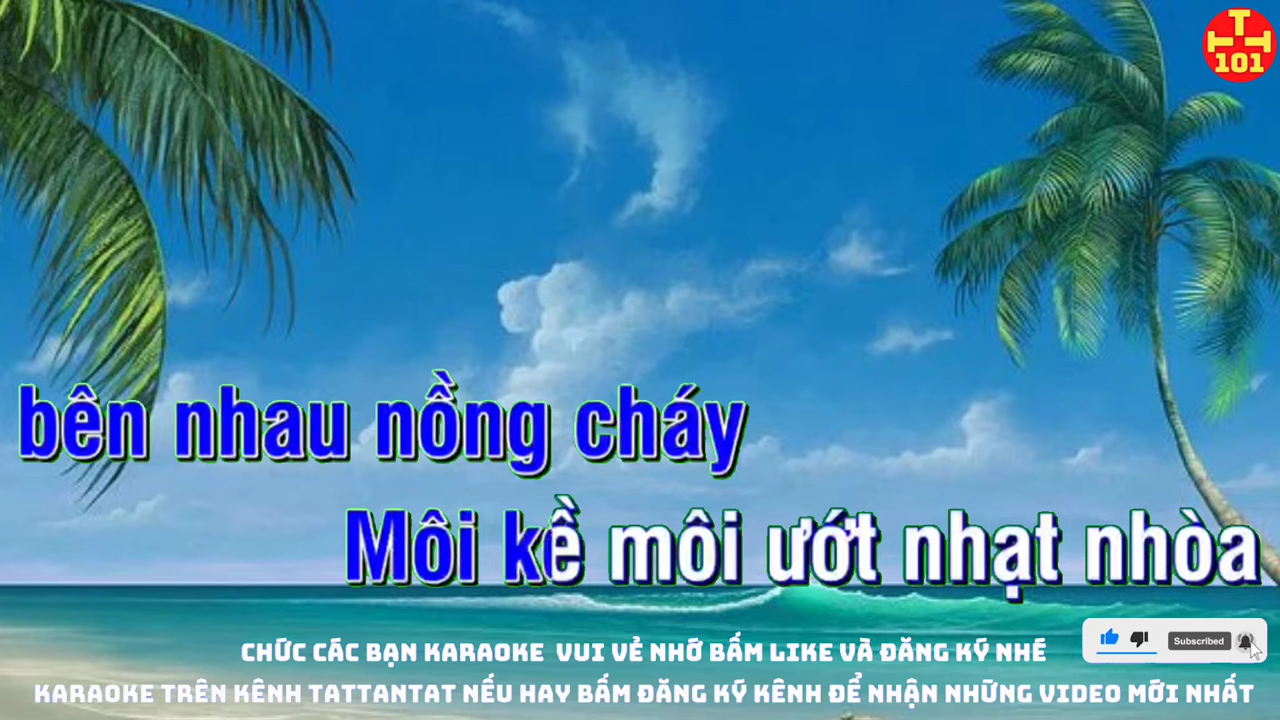 T
TT
101
bên nhau nồng cháy
Môi kề môi ướt nhạt nhòa
CHỨC CÁC BẠN KARAOKE VUI VẺ NHỚ BẤM LIKE VÀ ĐĂNG KÝ NHÉ
Subscribed
KARAOKE TRÊN KÊNH TATTANTAT NẾU HAY BẤM ĐĂNG KÝ KÊNH ĐỂ NHẬN NHỮNG VIDEO MỚI NHẤT